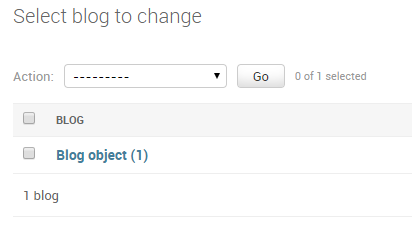 Select blog to change
Action: --------- Go 0 of 1 selected
BLOG
Blog object (1)
1 blog